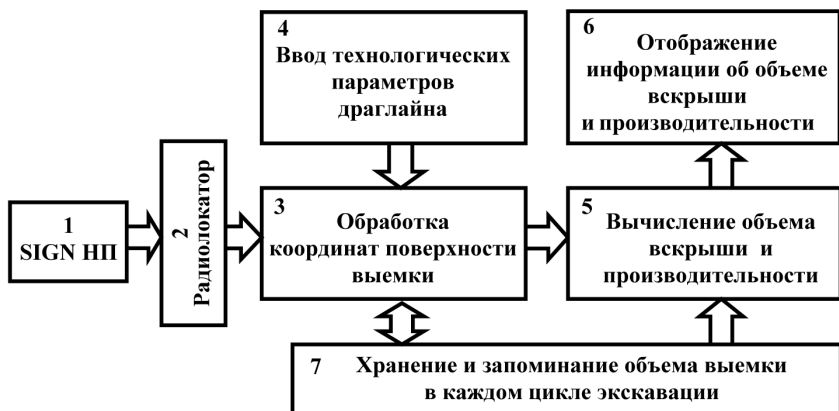 1
SIGN НП
2
Радиолокатор
3
Обработка
координат поверхности
выемки
4
Ввод технологических
параметров
драглайна
5
Вычисление объема
вскрыши и
производительности
6
Отображение
информации об объеме
вскрыши
и производительности
7
Хранение и запоминание объема выемки
в каждом цикле экскавации